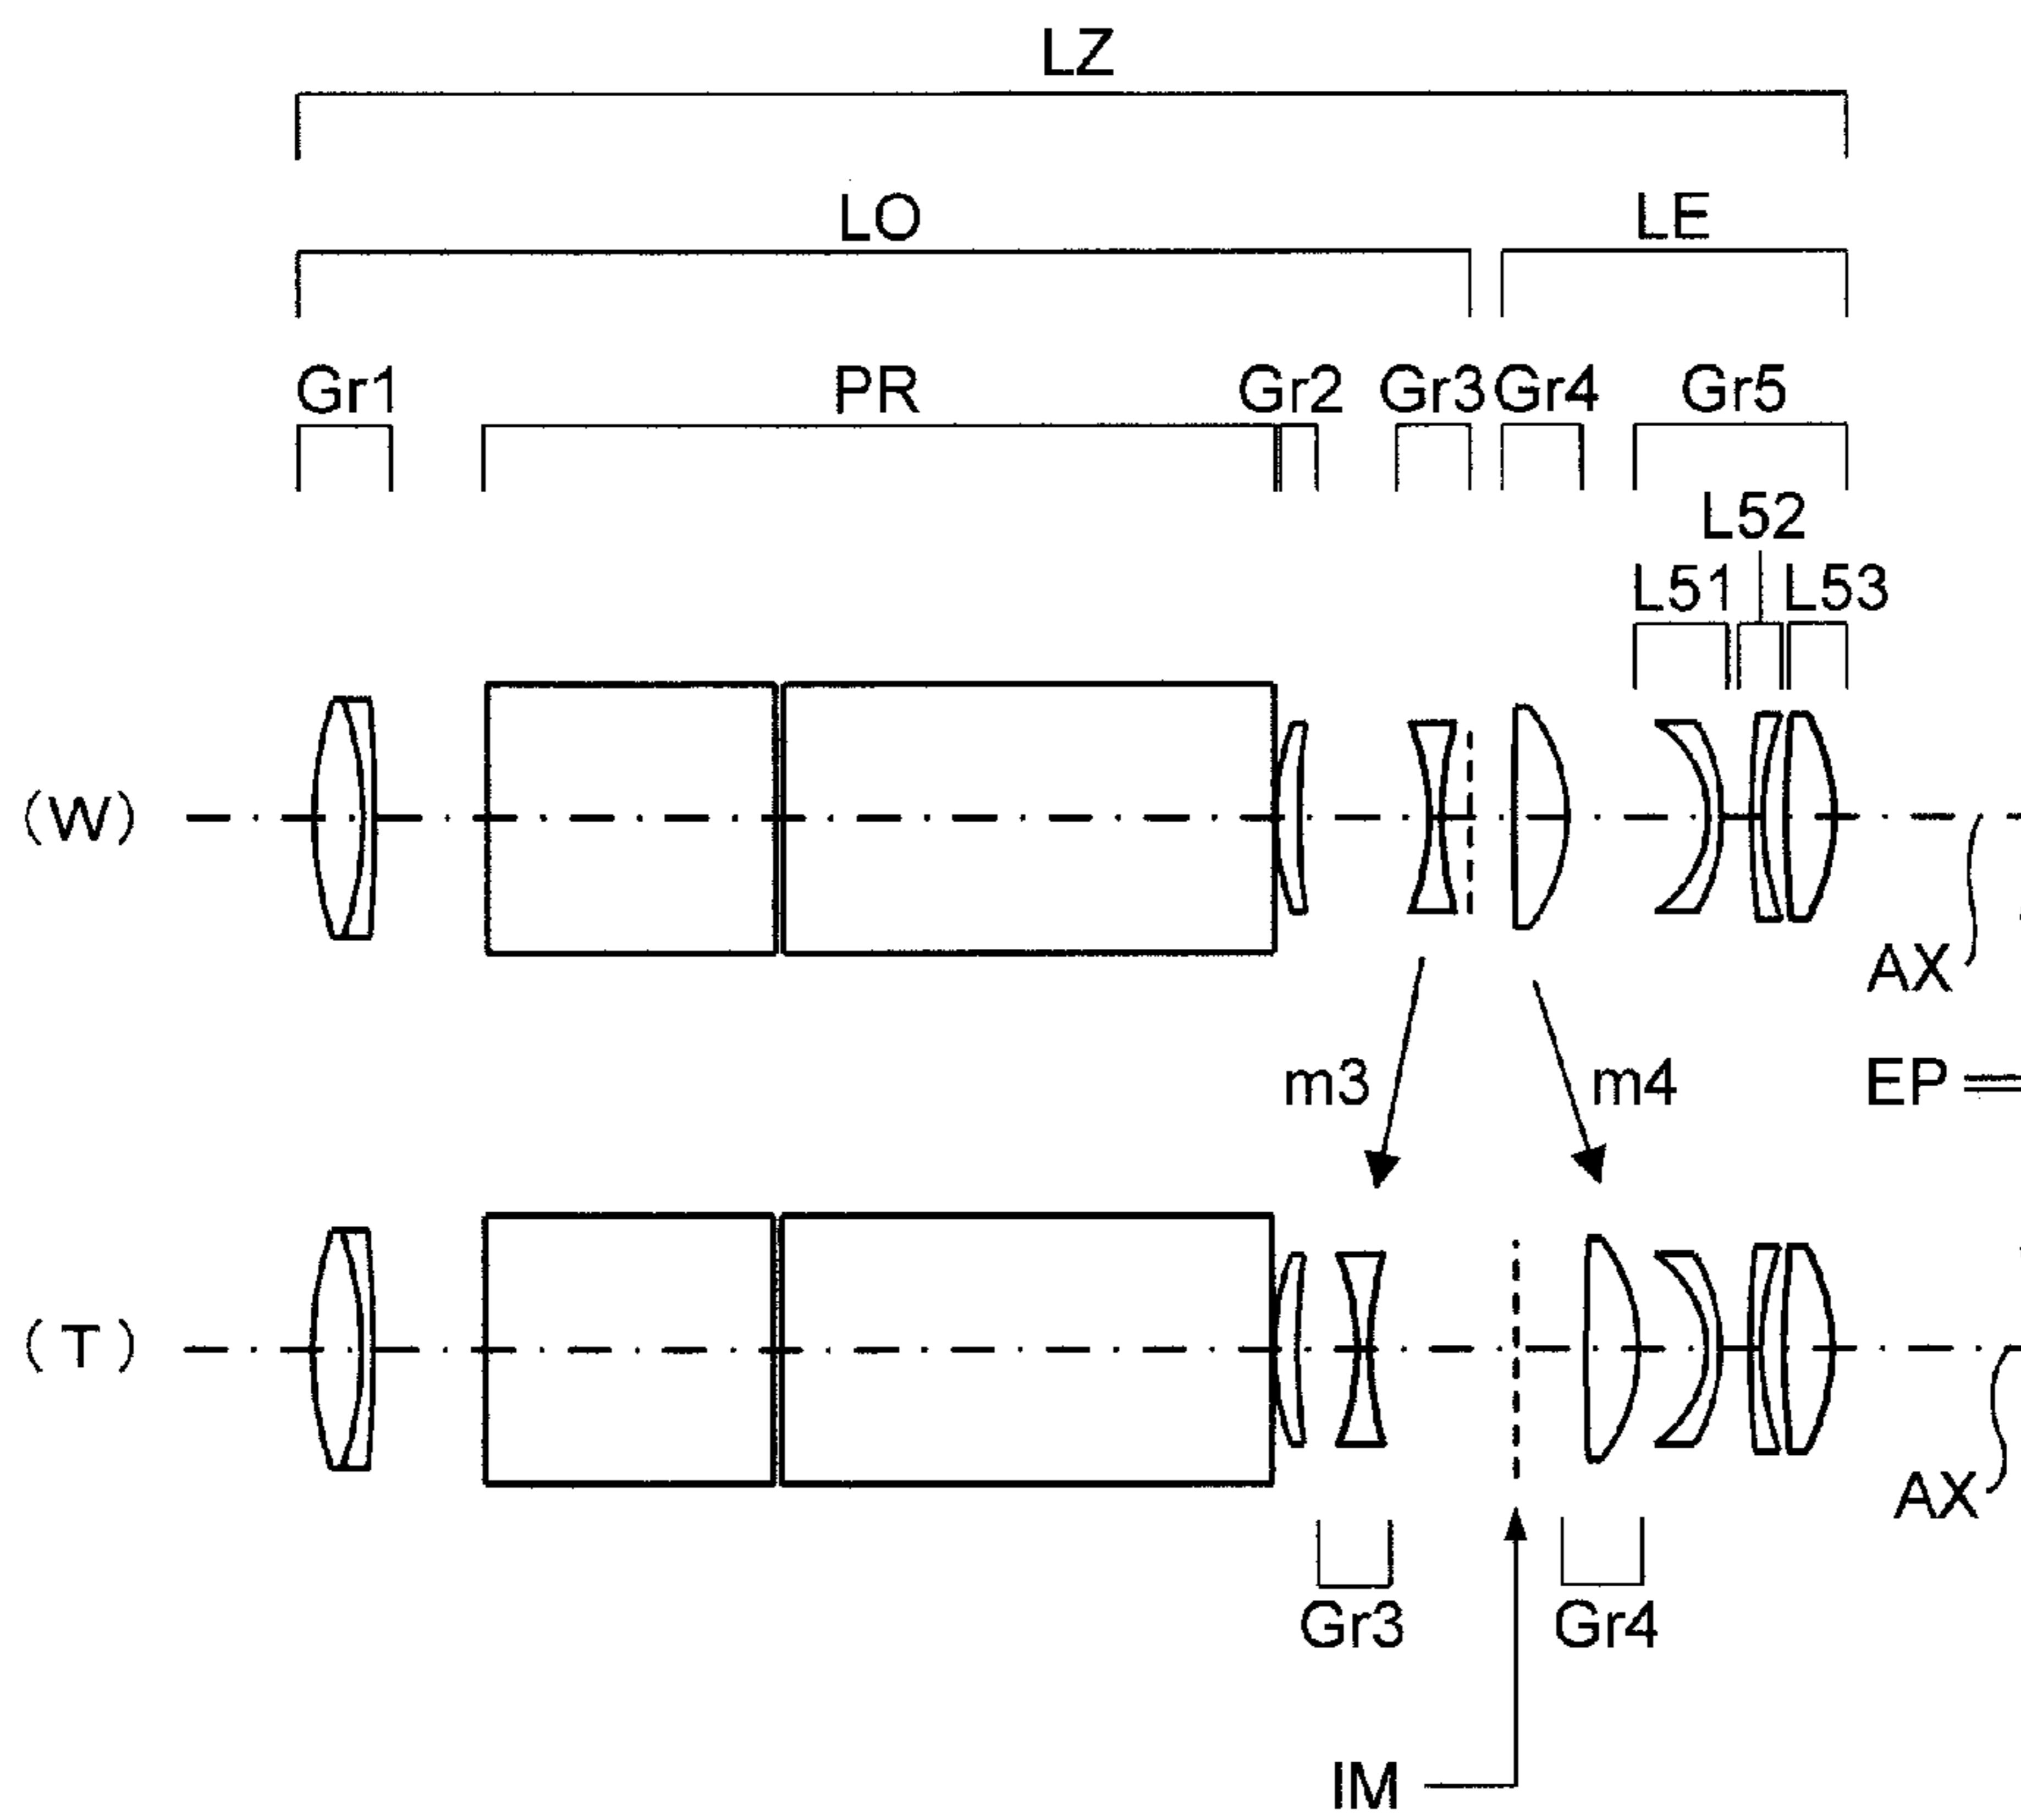 LZ
LO LE
Gr1 PR Gr2 Gr3 Gr4 Gr5
L52
L51 L53
(W)
AX
m3 m4 EP
(T)
AX
Gr3 Gr4
IM